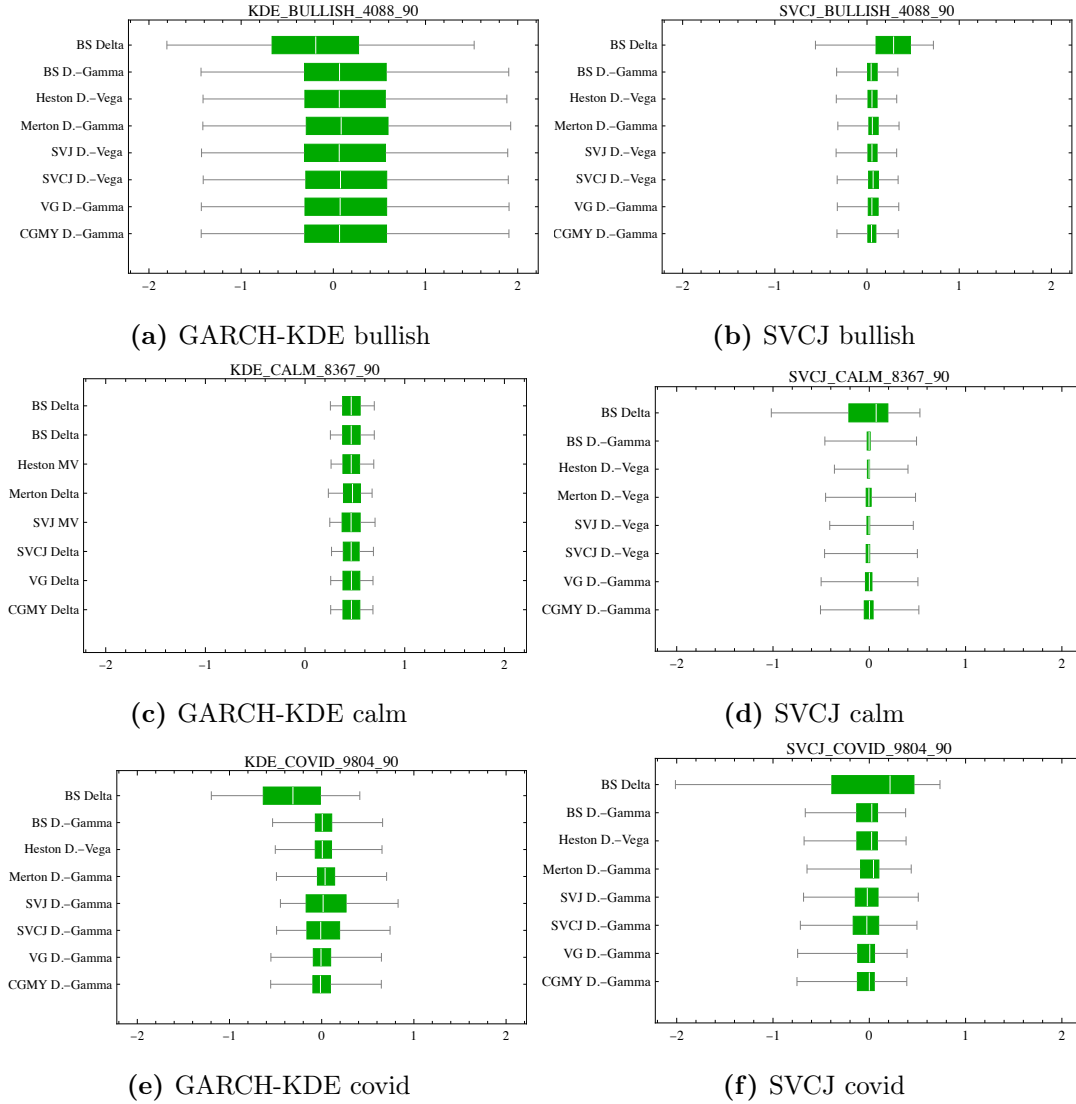 KDE_BULLISH_4088_90
BS Delta
BS D.-Gamma
Heston D.-Vega
Merton D.-Gamma
SVJ D.-Vega
SVCJ D.-Vega
VG D.-Gamma
CGMY D.-Gamma
-2 -1 0 1 2
(a) GARCH-KDE bullish
SVCJ_BULLISH_4088_90
BS Delta
BS D.-Gamma
Heston D.-Vega
Merton D.-Gamma
SVJ D.-Vega
SVCJ D.-Vega
VG D.-Gamma
CGMY D.-Gamma
-2 -1 0 1 2
(b) SVCJ bullish
KDE_CALM_8367_90
BS Delta
BS Delta
Heston MV
Merton Delta
SVJ MV
SVCJ Delta
VG Delta
CGMY Delta
-2 -1 0 1 2
(c) GARCH-KDE calm
SVCJ_CALM_8367_90
BS Delta
BS D.-Gamma
Heston D.-Vega
Merton D.-Vega
SVJ D.-Vega
SVCJ D.-Vega
VG D.-Gamma
CGMY D.-Gamma
-2 -1 0 1 2
(d) SVCJ calm
KDE_COVID_9804_90
BS Delta
BS D.-Gamma
Heston D.-Vega
Merton D.-Gamma
SVJ D.-Gamma
SVCJ D.-Gamma
VG D.-Gamma
CGMY D.-Gamma
-2 -1 0 1 2
(e) GARCH-KDE covid
SVCJ_COVID_9804_90
BS Delta
BS D.-Gamma
Heston D.-Vega
Merton D.-Gamma
SVJ D.-Gamma
SVCJ D.-Gamma
VG D.-Gamma
CGMY D.-Gamma
-2 -1 0 1 2
(f) SVCJ covid